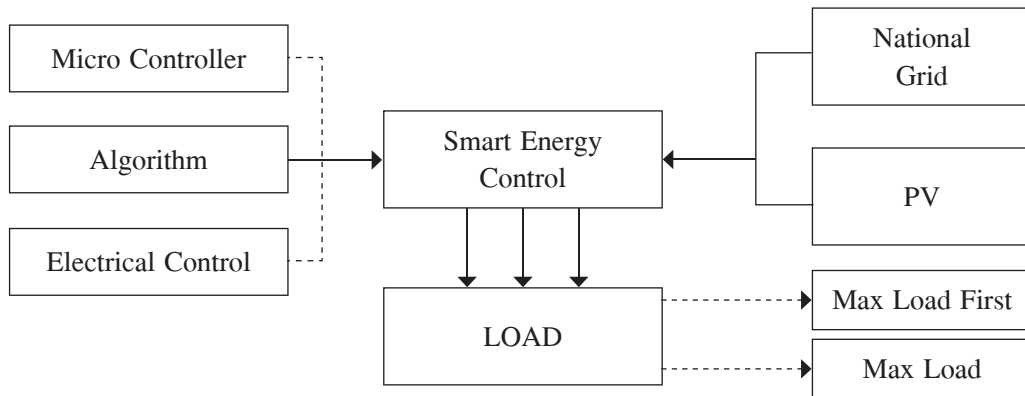 Micro Controller
Algorithm
Electrical Control
Smart Energy
Control
LOAD
National
Grid
PV
Max Load First
Max Load